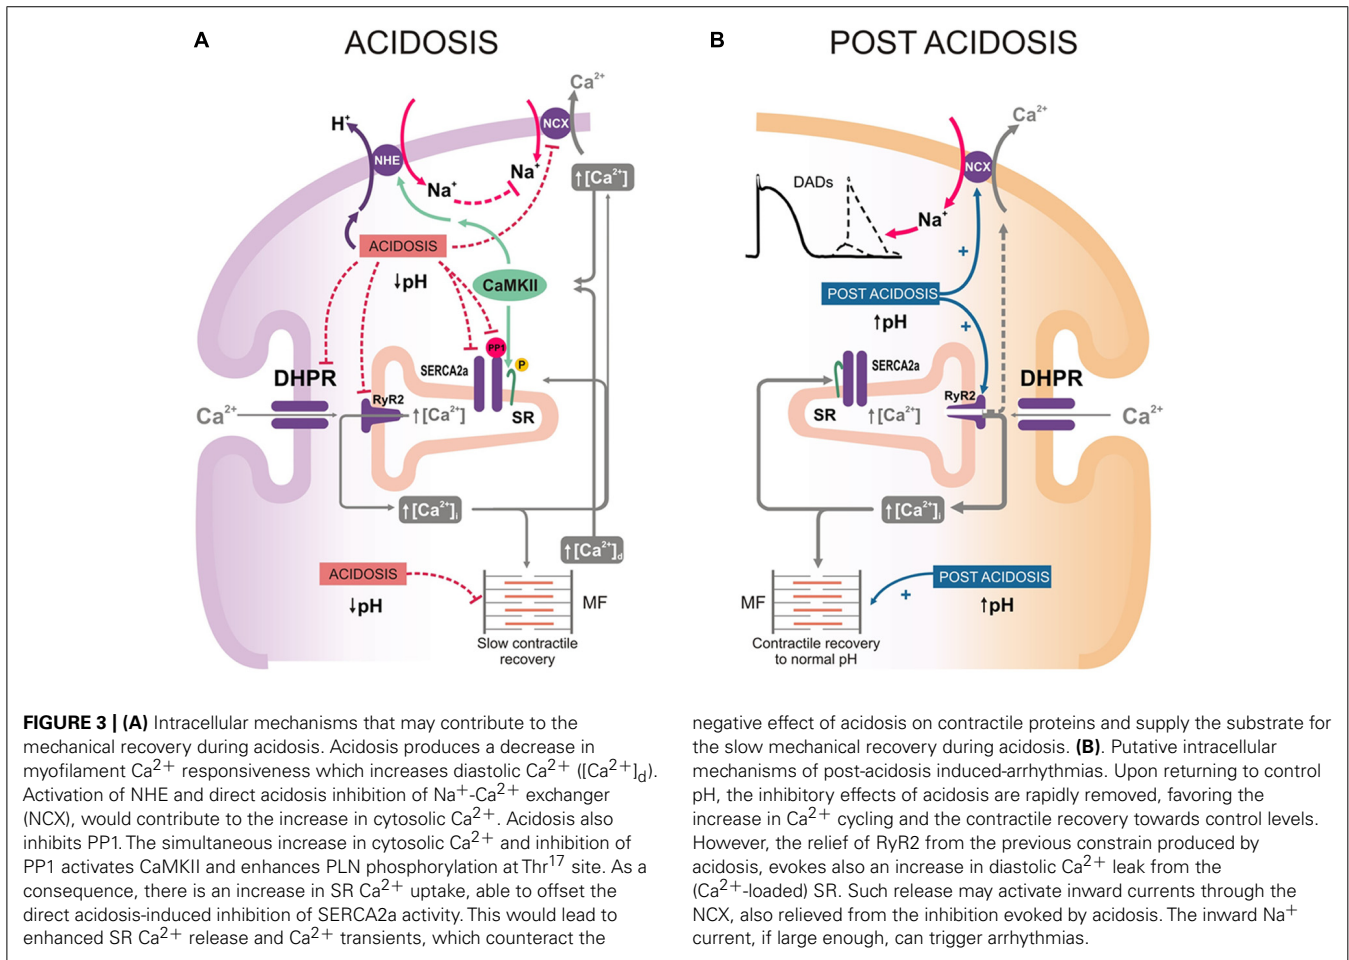 A
ACIDOSIS
Ca²⁺
H⁺
NCX
NHE
Na⁺
Na⁺
↑[Ca²⁺]
ACIDOSIS
↓pH
CaMKII
PP1
P
SERCA2a
DHPR
RyR2
Ca²⁺
↑[Ca²⁺]
SR
↑[Ca²⁺]i
↑[Ca²⁺]d
ACIDOSIS
↓pH
MF
Slow contractile
recovery
B
POST ACIDOSIS
Ca²⁺
NCX
DADs
Na⁺
+
POST ACIDOSIS
↑pH
+
SERCA2a
DHPR
RyR2
SR
↑[Ca²⁺]
Ca²⁺
↑[Ca²⁺]i
POST ACIDOSIS
+
↑pH
MF
Contractile recovery
to normal pH
FIGURE 3 | (A) Intracellular mechanisms that may contribute to the
mechanical recovery during acidosis. Acidosis produces a decrease in
myofilament Ca²⁺ responsiveness which increases diastolic Ca²⁺ ([Ca²⁺]d).
Activation of NHE and direct acidosis inhibition of Na⁺-Ca²⁺ exchanger
(NCX), would contribute to the increase in cytosolic Ca²⁺. Acidosis also
inhibits PP1. The simultaneous increase in cytosolic Ca²⁺ and inhibition of
PP1 activates CaMKII and enhances PLN phosphorylation at Thr¹⁷ site. As a
consequence, there is an increase in SR Ca²⁺ uptake, able to offset the
direct acidosis-induced inhibition of SERCA2a activity. This would lead to
enhanced SR Ca²⁺ release and Ca²⁺ transients, which counteract the
negative effect of acidosis on contractile proteins and supply the substrate for
the slow mechanical recovery during acidosis. (B). Putative intracellular
mechanisms of post-acidosis induced-arrhythmias. Upon returning to control
pH, the inhibitory effects of acidosis are rapidly removed, favoring the
increase in Ca²⁺ cycling and the contractile recovery towards control levels.
However, the relief of RyR2 from the previous constrain produced by
acidosis, evokes also an increase in diastolic Ca²⁺ leak from the
(Ca²⁺-loaded) SR. Such release may activate inward currents through the
NCX, also relieved from the inhibition evoked by acidosis. The inward Na⁺
current, if large enough, can trigger arrhythmias.